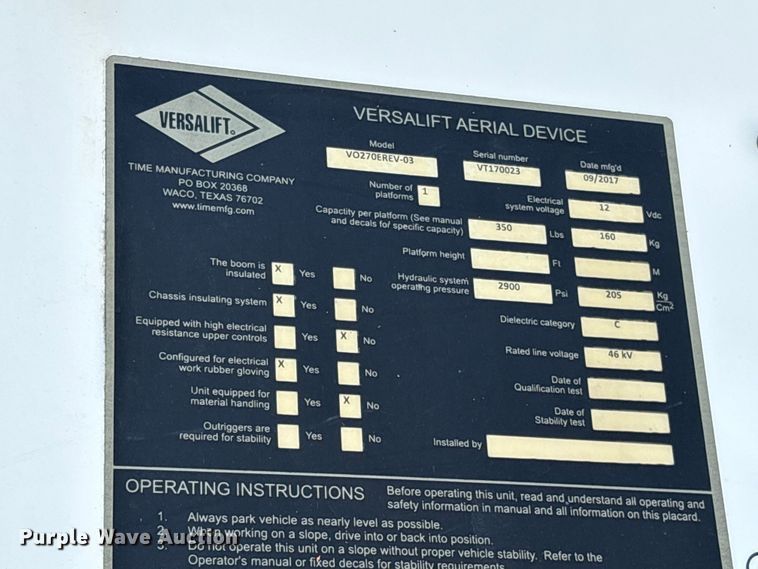 VERSALIFT®
VERSALIFT AERIAL DEVICE
TIME MANUFACTURING COMPANY
PO BOX 20368
WACO, TEXAS 76702
www.timemfg.com
Model
VO270EREV-03
Serial number
VT170023
Date mfg'd
09/2017
Number of
platforms
1
Electrical
system voltage
12
Vdc
Capacity per platform (See manual
and decals for specific capacity)
350
Lbs
160
Kg
Platform height
Ft
M
Hydraulic system
operating pressure
2900
Psi
205
Kg
Cm2
Dielectric category
C
Rated line voltage
46 kV
Date of
Qualification test
Date of
Stability test
Installed by
The boom is
insulated
X Yes No
Chassis insulating system
X Yes No
Equipped with high electrical
resistance upper controls
Yes X No
Configured for electrical
work rubber gloving
X Yes No
Unit equipped for
material handling
Yes X No
Outriggers are
required for stability
Yes No
OPERATING INSTRUCTIONS
Before operating this unit, read and understand all operating and
safety information in manual and all information on this placard.
1. Always park vehicle as nearly level as possible.
2. When working on a slope, drive into or back into position.
3. Do not operate this unit on a slope without proper vehicle stability. Refer to the
Operator's manual or fixed decals for stability requirements.
Purple Wave Auction